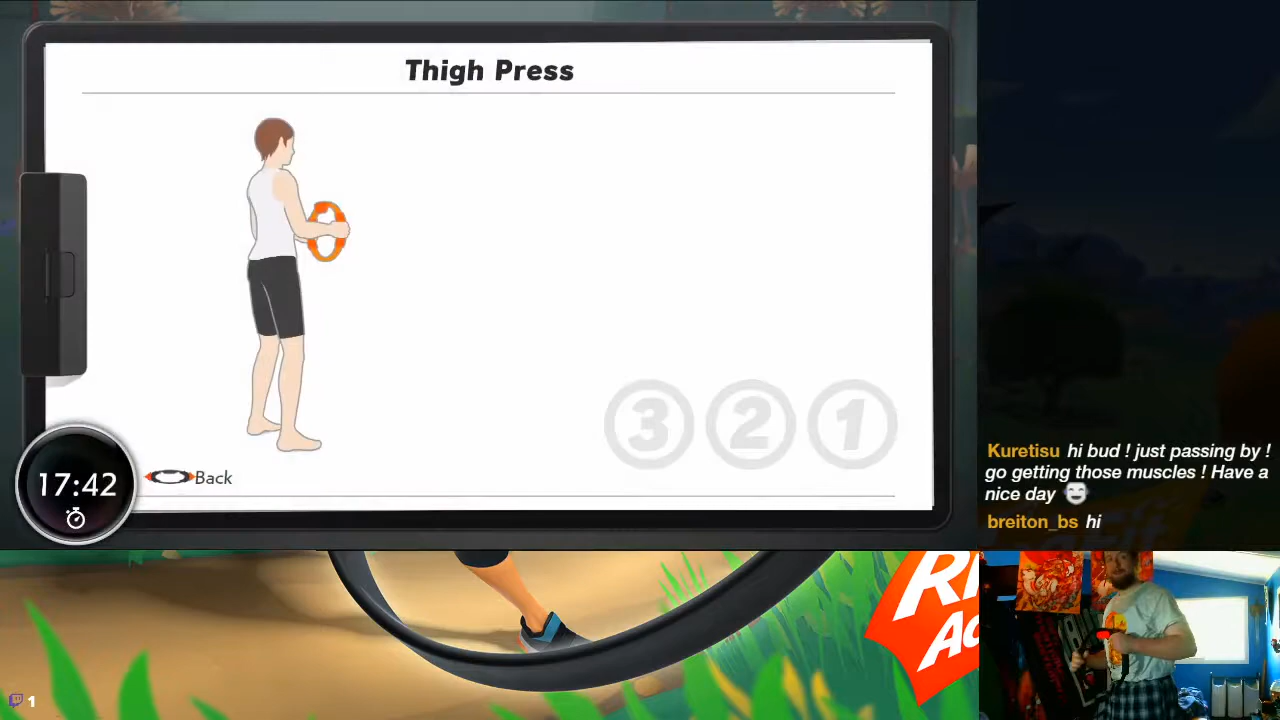 Thigh Press
3 2 1
Back
17:42
Kuretisu hi bud ! just passing by !
go getting those muscles ! Have a
nice day
breiton_bs hi
1